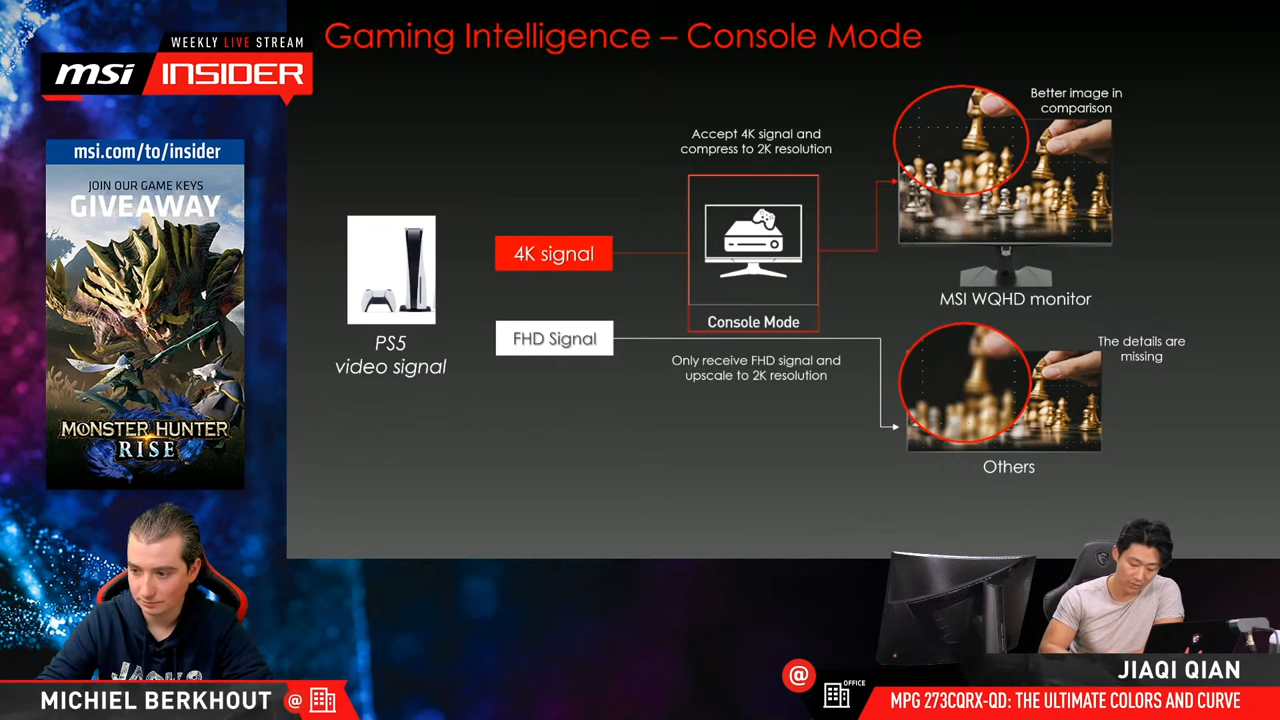 WEEKLY LIVE STREAM
msi INSIDER
msi.com/to/insider
JOIN OUR GAME KEYS
GIVEAWAY
MONSTER HUNTER
RISE
Gaming Intelligence – Console Mode
PS5
video signal
4K signal
FHD Signal
Accept 4K signal and
compress to 2K resolution
Console Mode
Only receive FHD signal and
upscale to 2K resolution
Better image in
comparison
MSI WQHD monitor
The details are
missing
Others
MICHIEL BERKHOUT @
@ OFFICE
JIAQI QIAN
MPG 273CQRX-QD: THE ULTIMATE COLORS AND CURVE